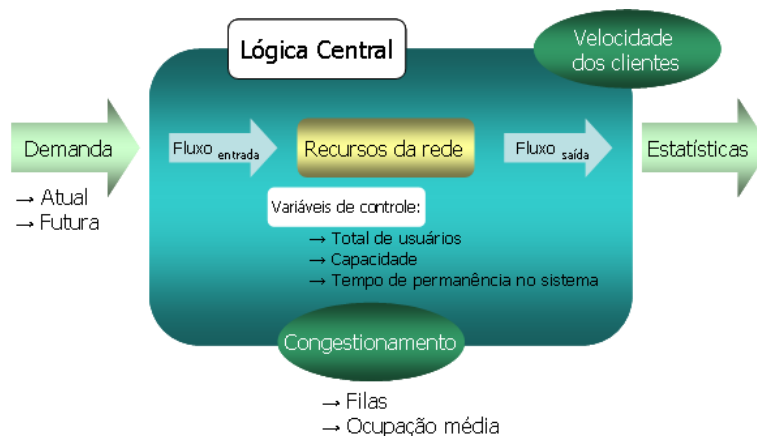 Lógica Central
Velocidade
dos clientes
Demanda
Fluxo entrada
Recursos da rede
Fluxo saída
Estatísticas
→ Atual
→ Futura
Variáveis de controle:
→ Total de usuários
→ Capacidade
→ Tempo de permanência no sistema
Congestionamento
→ Filas
→ Ocupação média